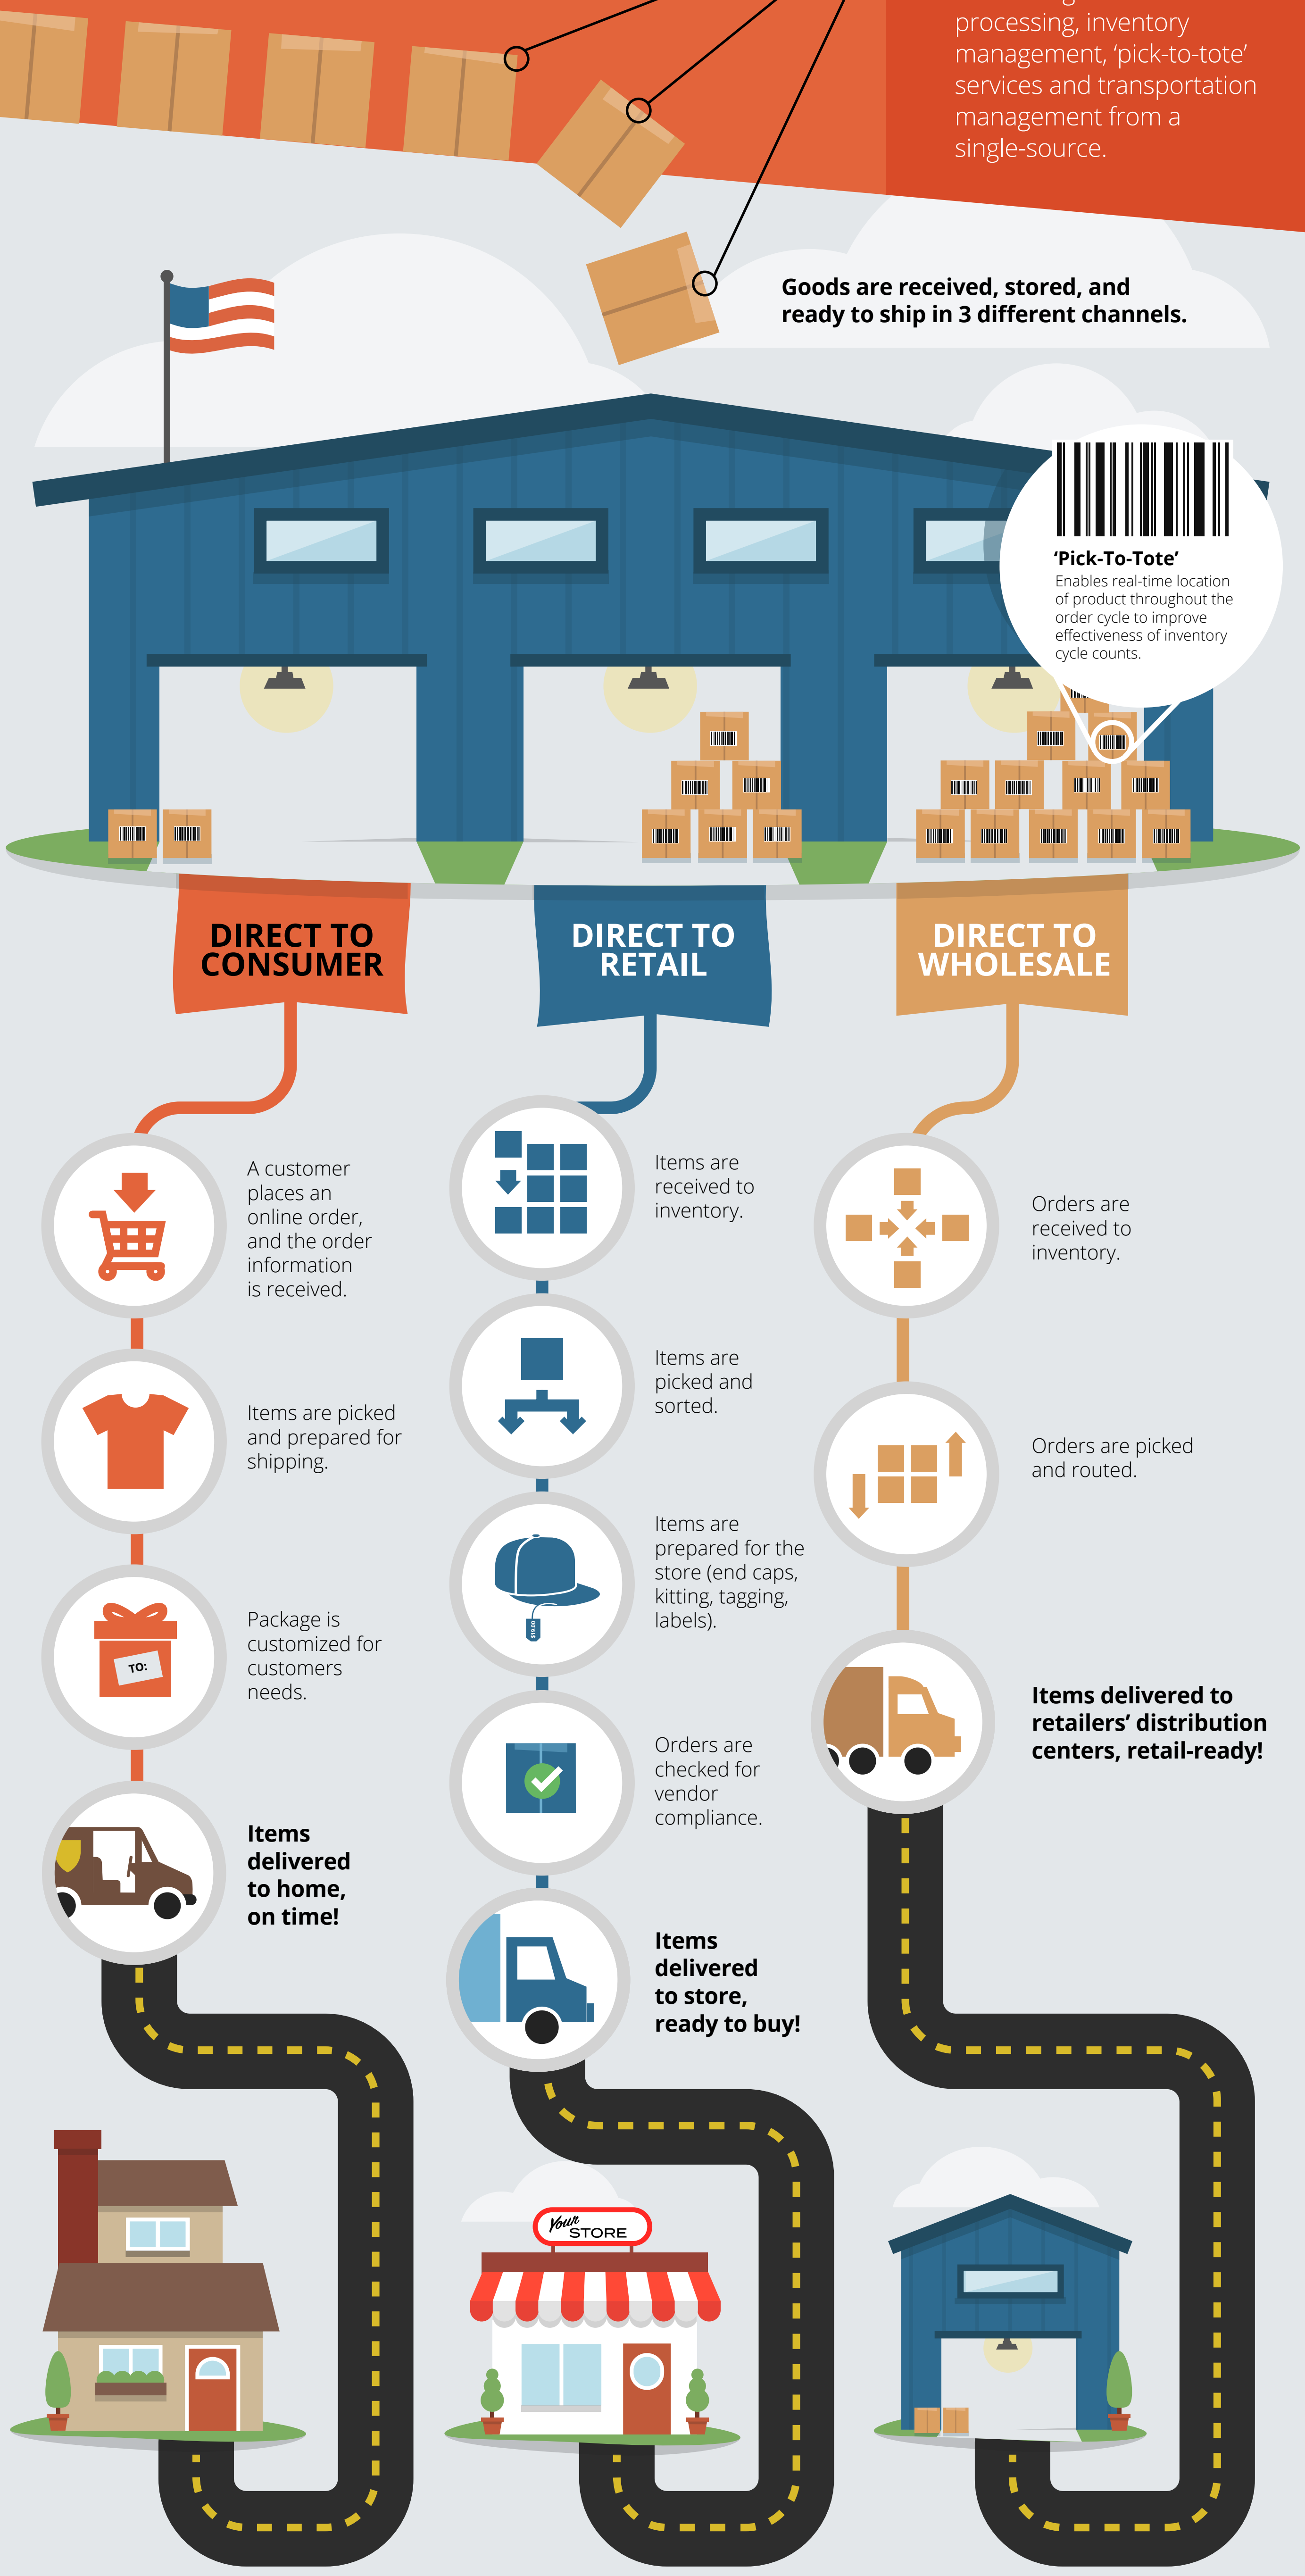 processing, inventory
management, ‘pick-to-tote’
services and transportation
management from a
single-source.
Goods are received, stored, and
ready to ship in 3 different channels.
‘Pick-To-Tote’
Enables real-time location
of product throughout the
order cycle to improve
effectiveness of inventory
cycle counts.
DIRECT TO
CONSUMER
A customer
places an
online order,
and the order
information
is received.
Items are picked
and prepared for
shipping.
TO:
Package is
customized for
customers
needs.
Items
delivered
to home,
on time!
DIRECT TO
RETAIL
Items are
received to
inventory.
Items are
picked and
sorted.
$19.00
Items are
prepared for the
store (end caps,
kitting, tagging,
labels).
Orders are
checked for
vendor
compliance.
Items
delivered
to store,
ready to buy!
DIRECT TO
WHOLESALE
Orders are
received to
inventory.
Orders are picked
and routed.
Items delivered to
retailers’ distribution
centers, retail-ready!
Your
STORE